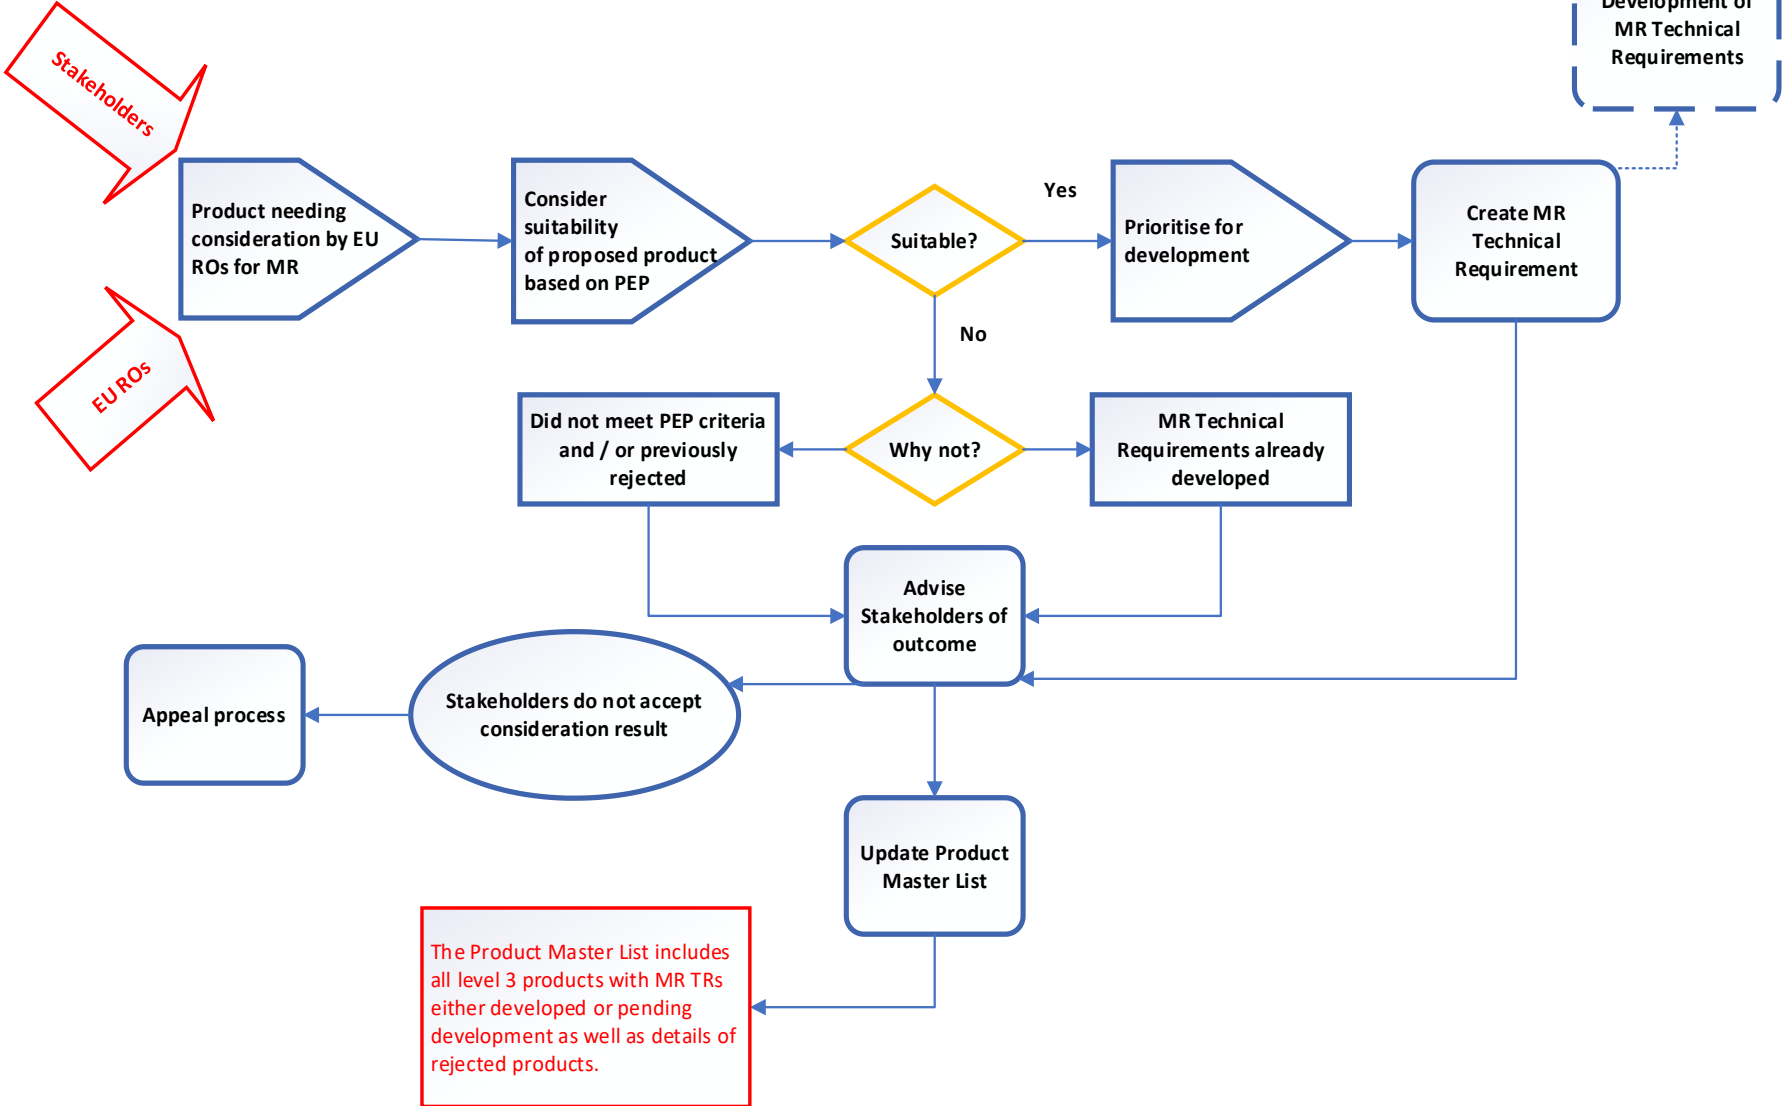 Development of
MR Technical
Requirements
Stakeholders
Product needing
consideration by EU
ROs for MR
Consider
suitability
of proposed product
based on PEP
Suitable?
Yes
Prioritise for
development
Create MR
Technical
Requirement
EU ROs
No
Did not meet PEP criteria
and / or previously
rejected
Why not?
MR Technical
Requirements already
developed
Advise
Stakeholders of
outcome
Appeal process
Stakeholders do not accept
consideration result
Update Product
Master List
The Product Master List includes
all level 3 products with MR TRs
either developed or pending
development as well as details of
rejected products.